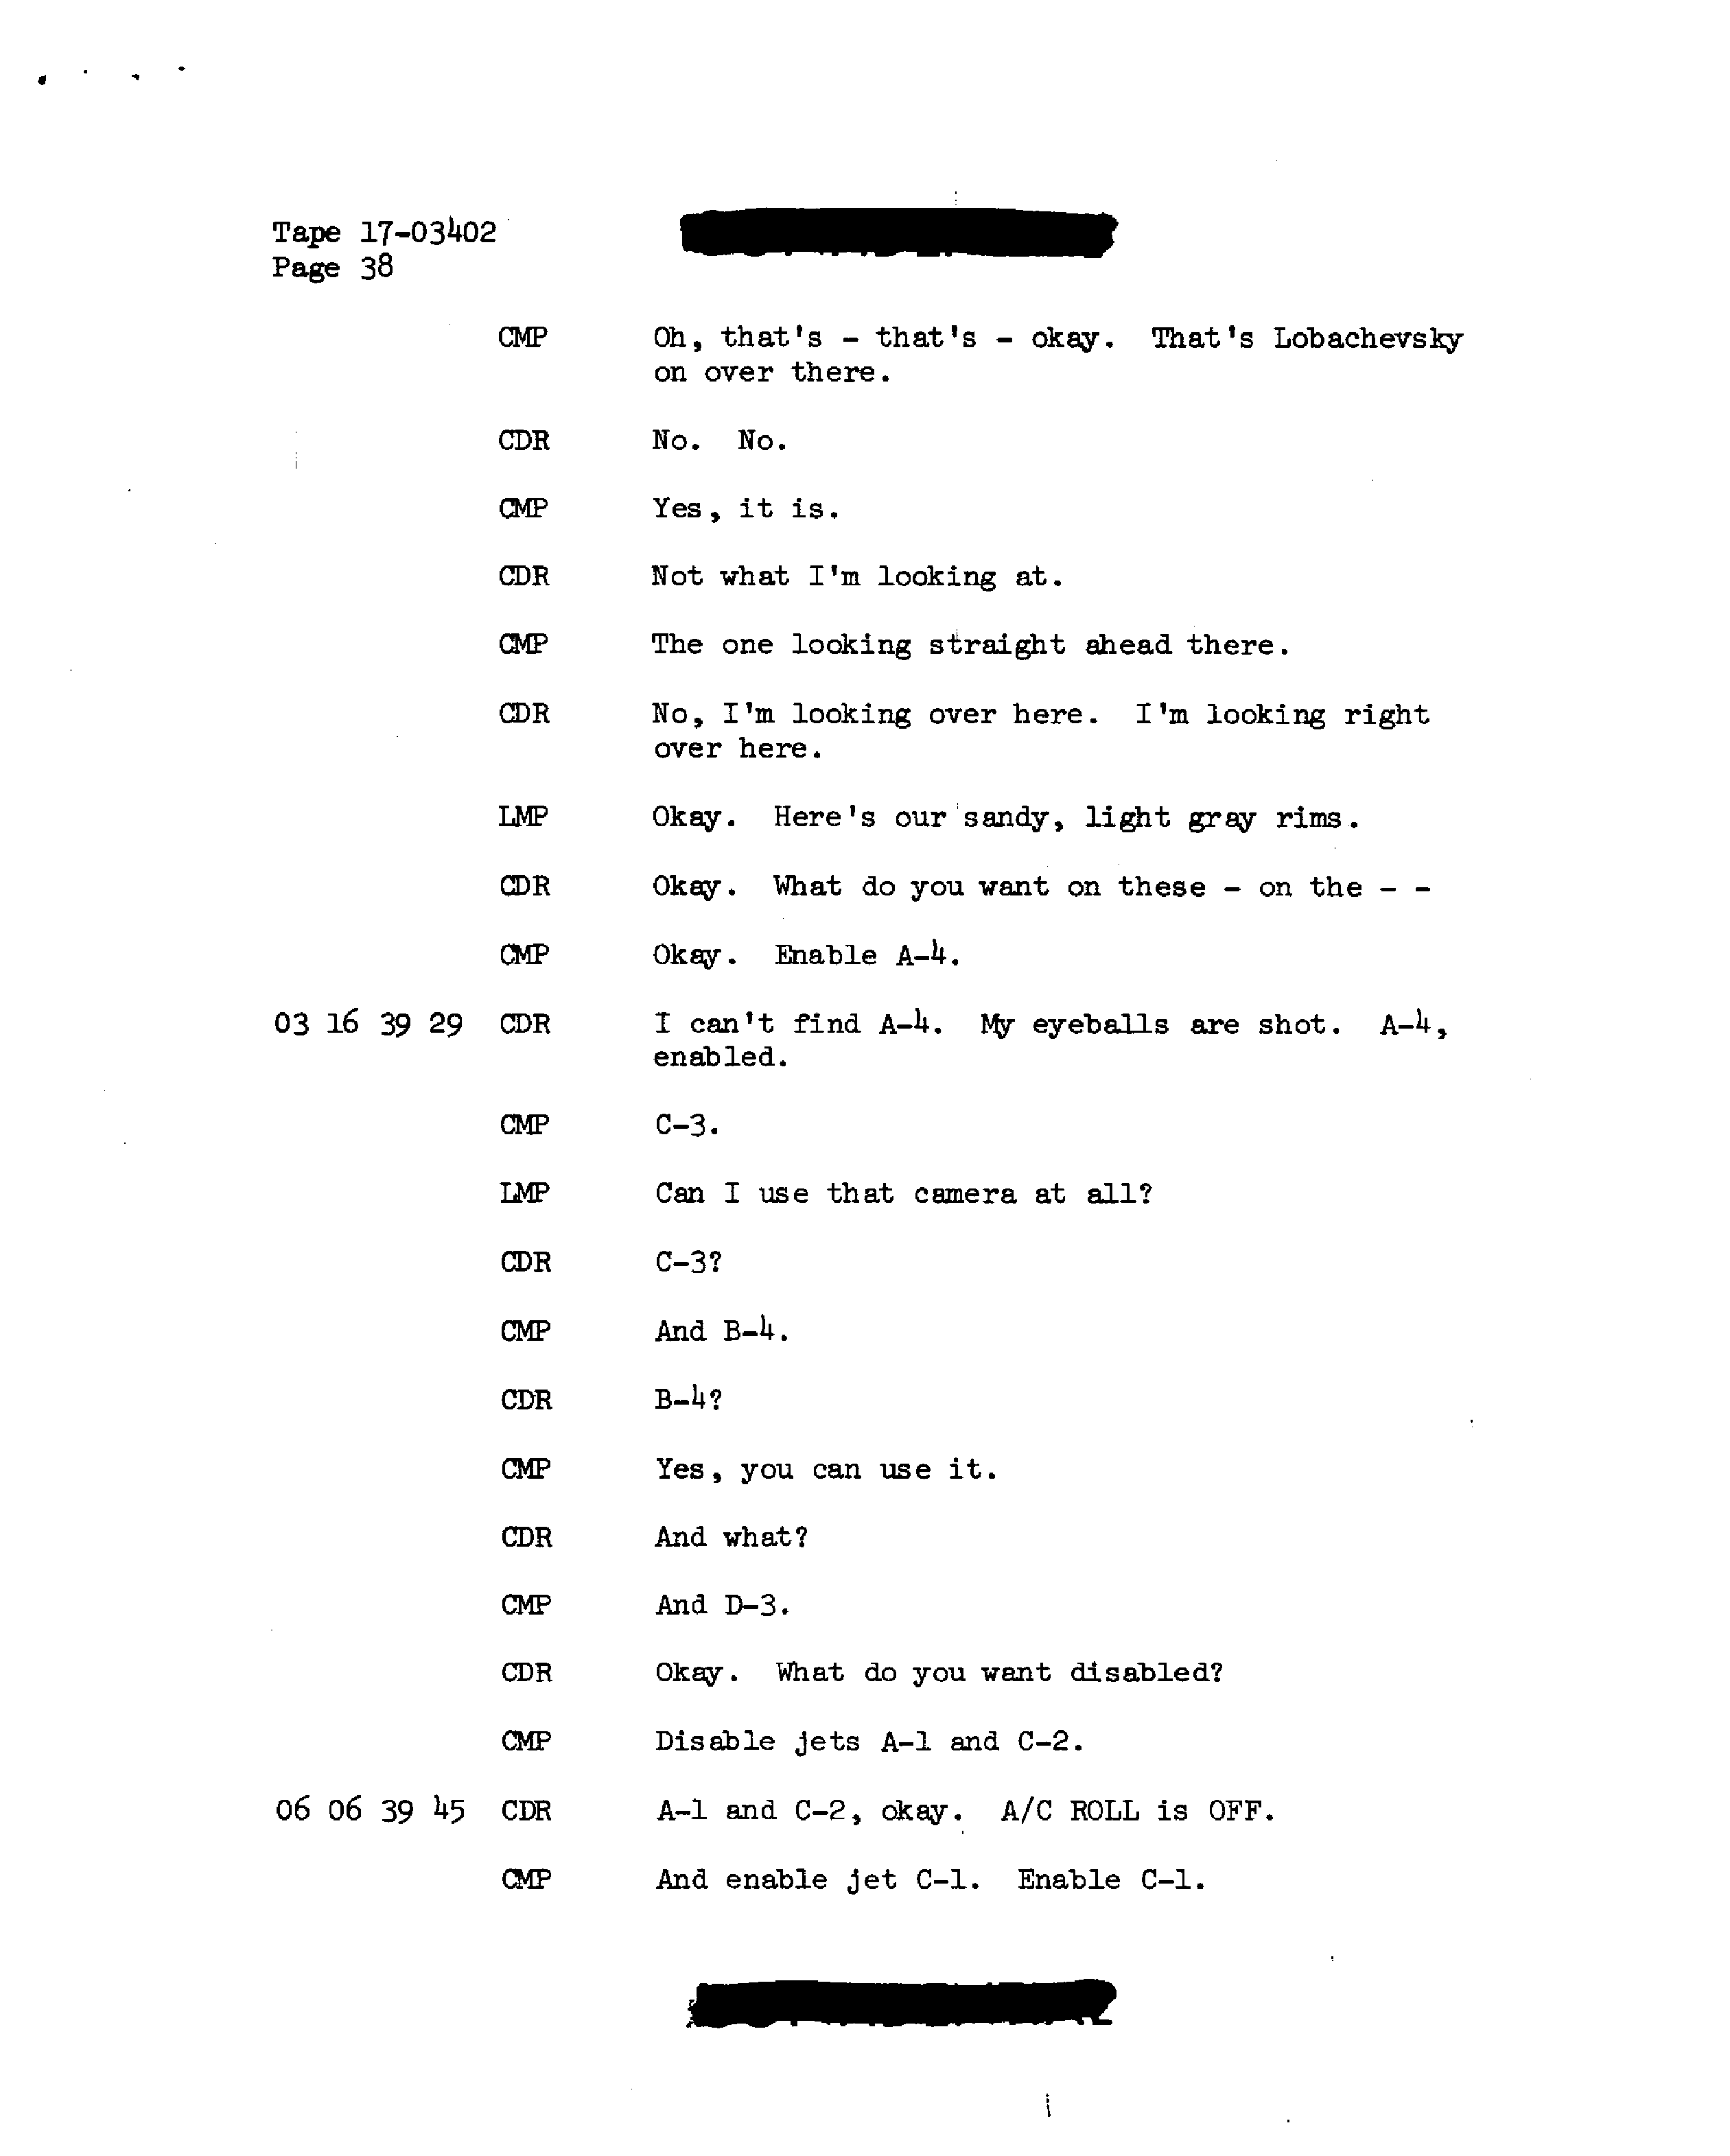 Tape 17-03402
Page 38
CMP Oh, that's - that's - okay. That's Lobachevsky
on over there.
CDR No. No.
CMP Yes, it is.
CDR Not what I'm looking at.
CMP The one looking straight ahead there.
CDR No, I'm looking over here. I'm looking right
over here.
LMP Okay. Here's our sandy, light gray rims.
CDR Okay. What do you want on these - on the - -
CMP Okay. Enable A-4.
03 16 39 29 CDR I can't find A-4. My eyeballs are shot. A-4,
enabled.
CMP C-3.
LMP Can I use that camera at all?
CDR C-3?
CMP And B-4.
CDR B-4?
CMP Yes, you can use it.
CDR And what?
CMP And D-3.
CDR Okay. What do you want disabled?
CMP Disable jets A-1 and C-2.
06 06 39 45 CDR A-1 and C-2, okay. A/C ROLL is OFF.
CMP And enable jet C-1. Enable C-1.